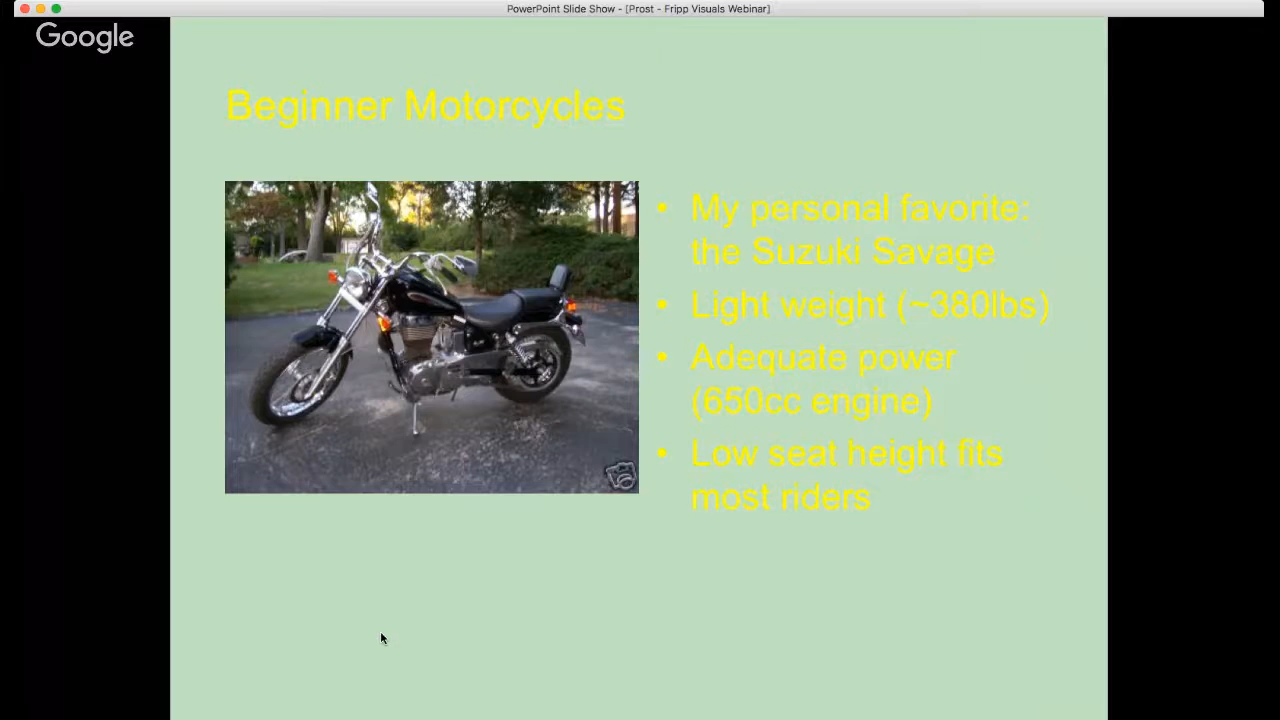 PowerPoint Slide Show - [Prost - Fripp Visuals Webinar]
Google
Beginner Motorcycles
• My personal favorite:
the Suzuki Savage
• Light weight (~380lbs)
• Adequate power
(650cc engine)
• Low seat height fits
most riders